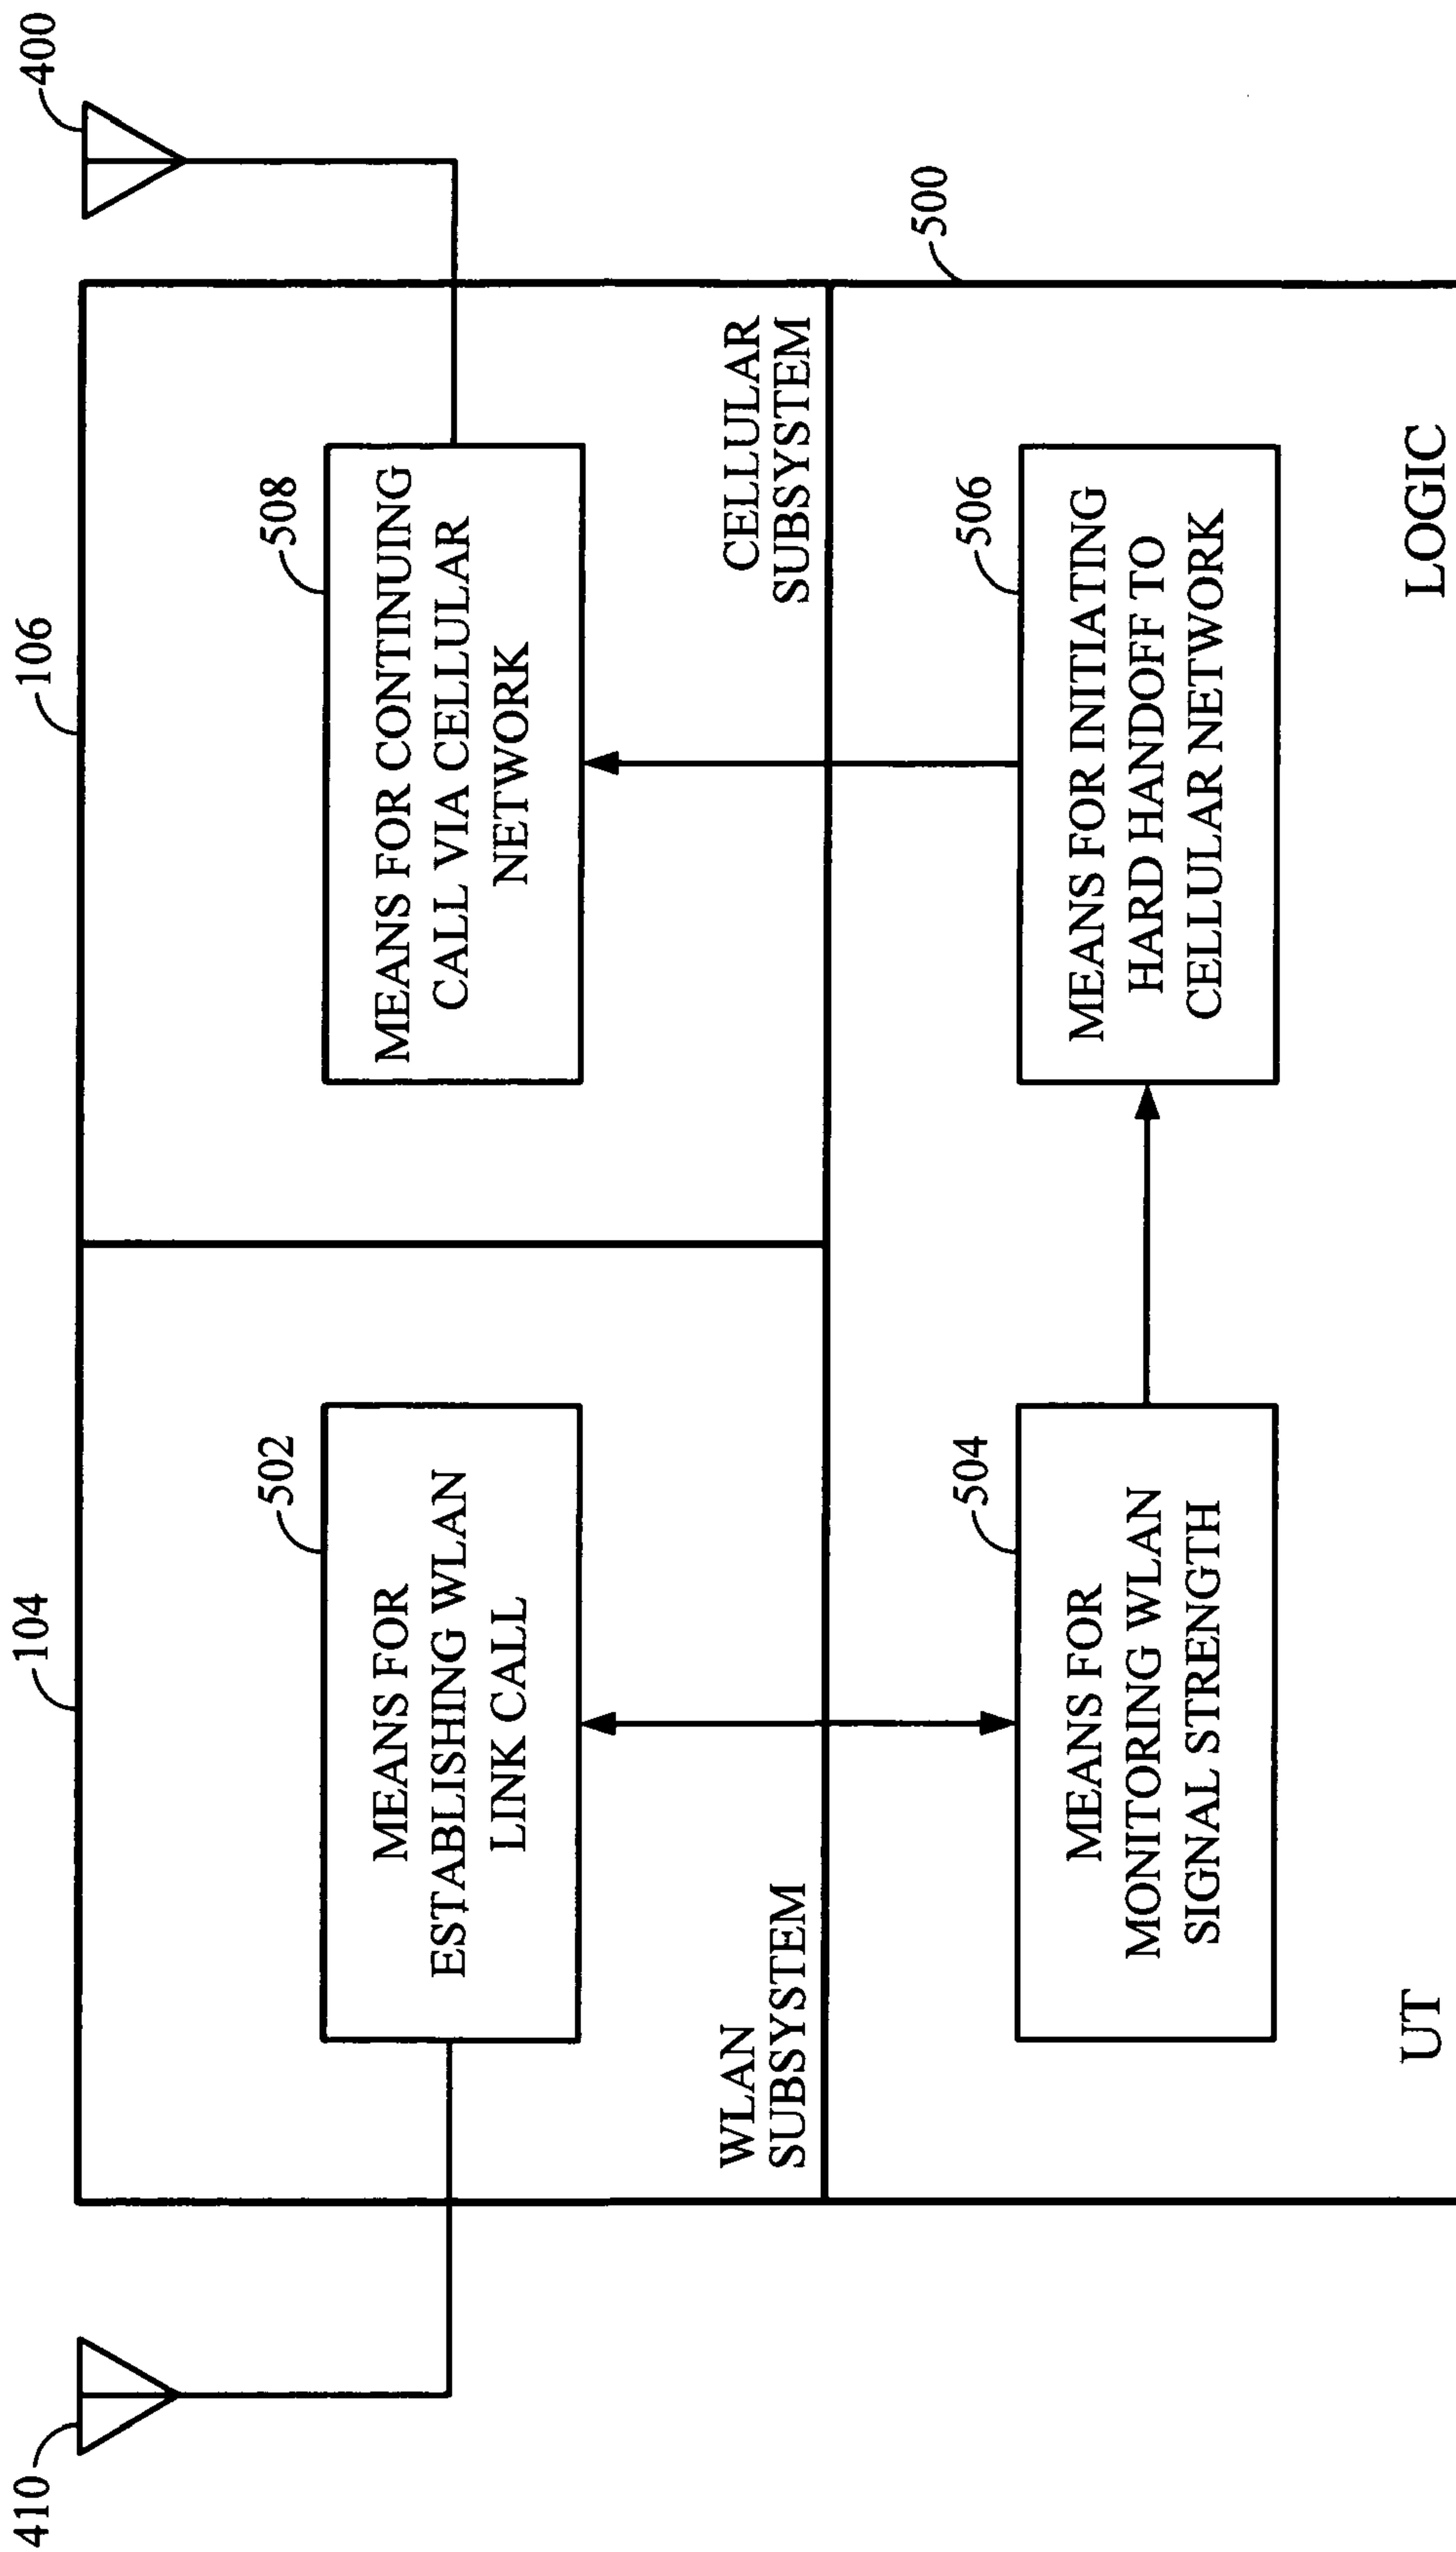 410
104
106
400
502
508
MEANS FOR
ESTABLISHING WLAN
LINK CALL
MEANS FOR CONTINUING
CALL VIA CELLULAR
NETWORK
WLAN
SUBSYSTEM
CELLULAR
SUBSYSTEM
500
504
506
MEANS FOR
MONITORING WLAN
SIGNAL STRENGTH
MEANS FOR INITIATING
HARD HANDOFF TO
CELLULAR NETWORK
UT
LOGIC